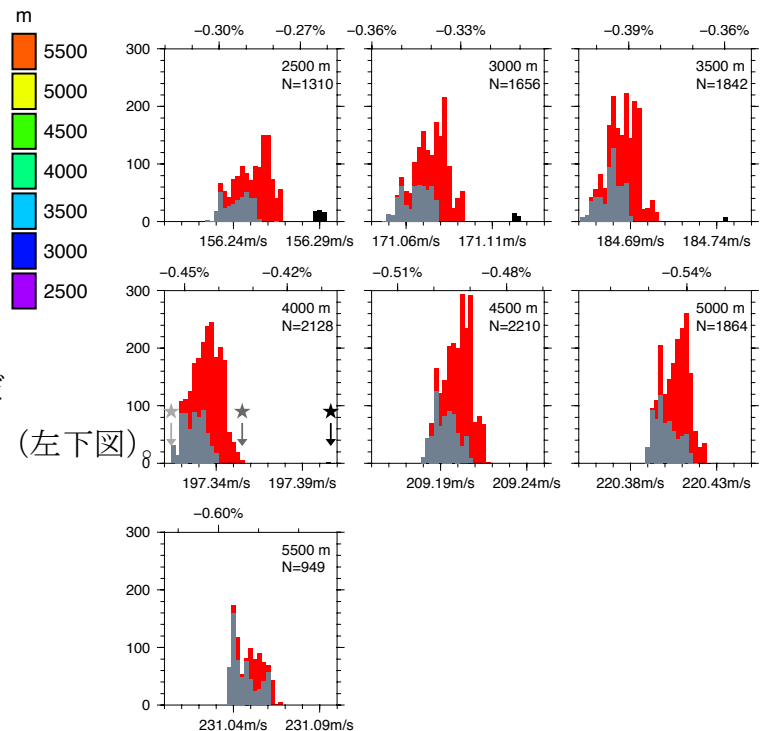 m
5500
5000
4500
4000
3500
3000
2500
−0.30% −0.27%
300
200
100
0
2500 m
N=1310
156.24m/s 156.29m/s
−0.36% −0.33%
3000 m
N=1656
171.06m/s 171.11m/s
−0.39% −0.36%
3500 m
N=1842
184.69m/s 184.74m/s
−0.45% −0.42%
300
200
100
0
4000 m
N=2128
197.34m/s 197.39m/s
(左下図)
−0.51% −0.48%
4500 m
N=2210
209.19m/s 209.24m/s
−0.54%
5000 m
N=1864
220.38m/s 220.43m/s
−0.60%
300
200
100
0
5500 m
N=949
231.04m/s 231.09m/s